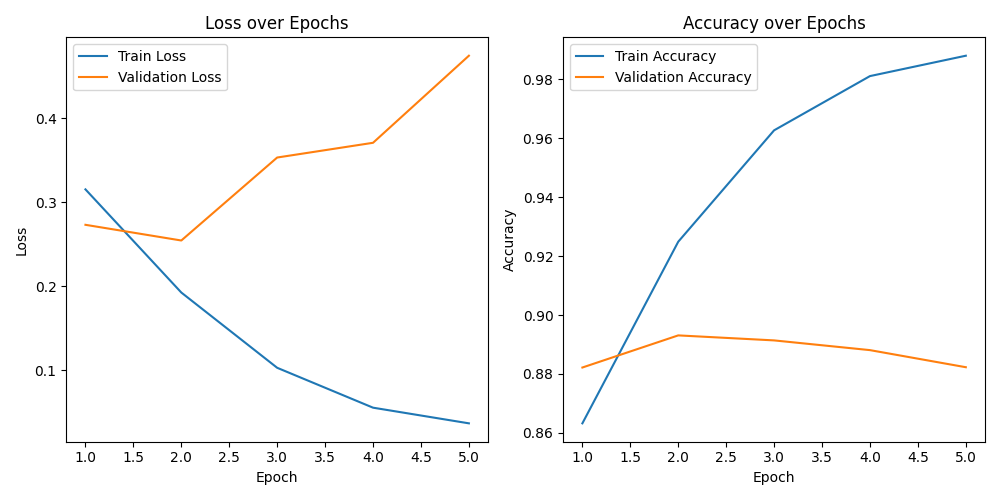 Loss over Epochs
Train Loss
Validation Loss
0.4
0.3
0.2
0.1
Loss
1.0 1.5 2.0 2.5 3.0 3.5 4.0 4.5 5.0
Epoch
Accuracy over Epochs
Train Accuracy
Validation Accuracy
0.98
0.96
0.94
0.92
0.90
0.88
0.86
Accuracy
1.0 1.5 2.0 2.5 3.0 3.5 4.0 4.5 5.0
Epoch